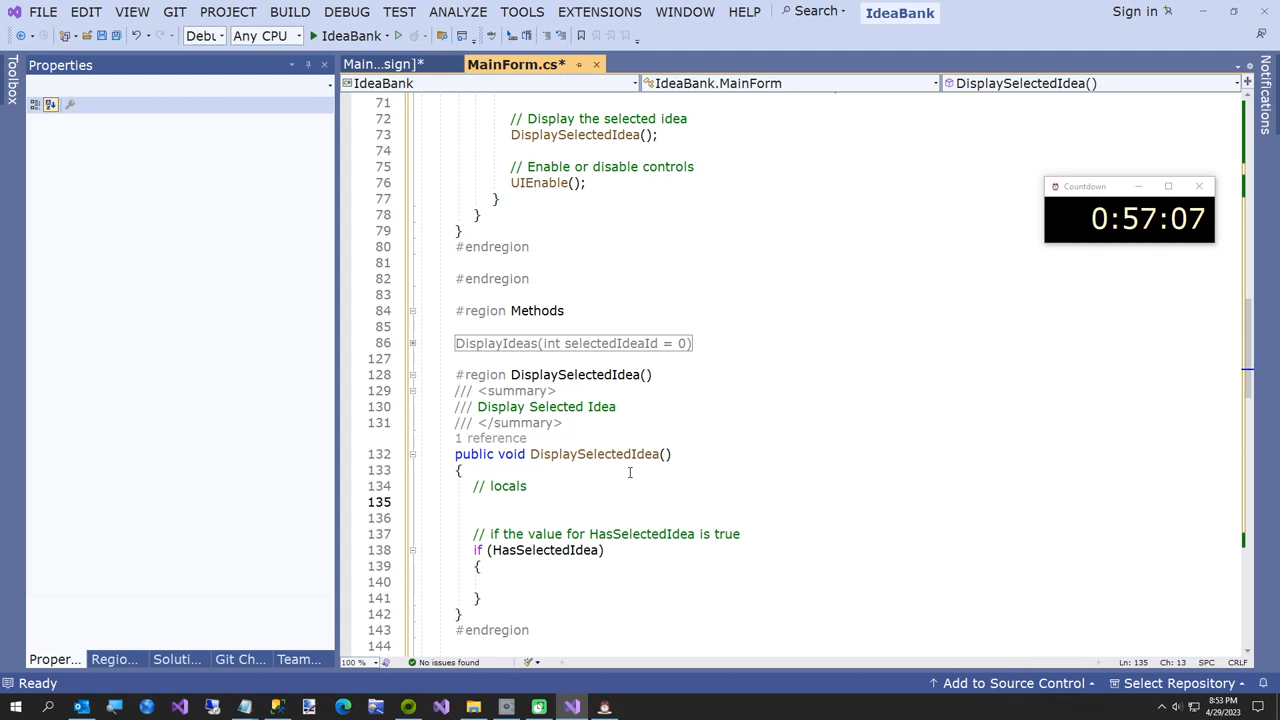 FILE EDIT VIEW GIT PROJECT BUILD DEBUG TEST ANALYZE TOOLS EXTENSIONS WINDOW HELP Search IdeaBank Sign in
Debu Any CPU IdeaBank
Toolbox
Properties
Main...sign]* MainForm.cs*
IdeaBank IdeaBank.MainForm DisplaySelectedIdea()
Notifications
71
72 // Display the selected idea
73 DisplaySelectedIdea();
74
75 // Enable or disable controls
76 UIEnable();
77 }
78 }
79 }
80 #endregion
81
82 #endregion
83
84 #region Methods
85
86 DisplayIdeas(int selectedIdeaId = 0)
127
128 #region DisplaySelectedIdea()
129 /// <summary>
130 /// Display Selected Idea
131 /// </summary>
1 reference
132 public void DisplaySelectedIdea()
133 {
134 // locals
135
136
137 // if the value for HasSelectedIdea is true
138 if (HasSelectedIdea)
139 {
140
141 }
142 }
143 #endregion
144
Countdown
0:57:07
100 % No issues found Ln: 135 Ch: 13 SPC CRLF
Proper... Regio... Soluti... Git Ch... Team...
Ready Add to Source Control Select Repository
8:53 PM
4/29/2023